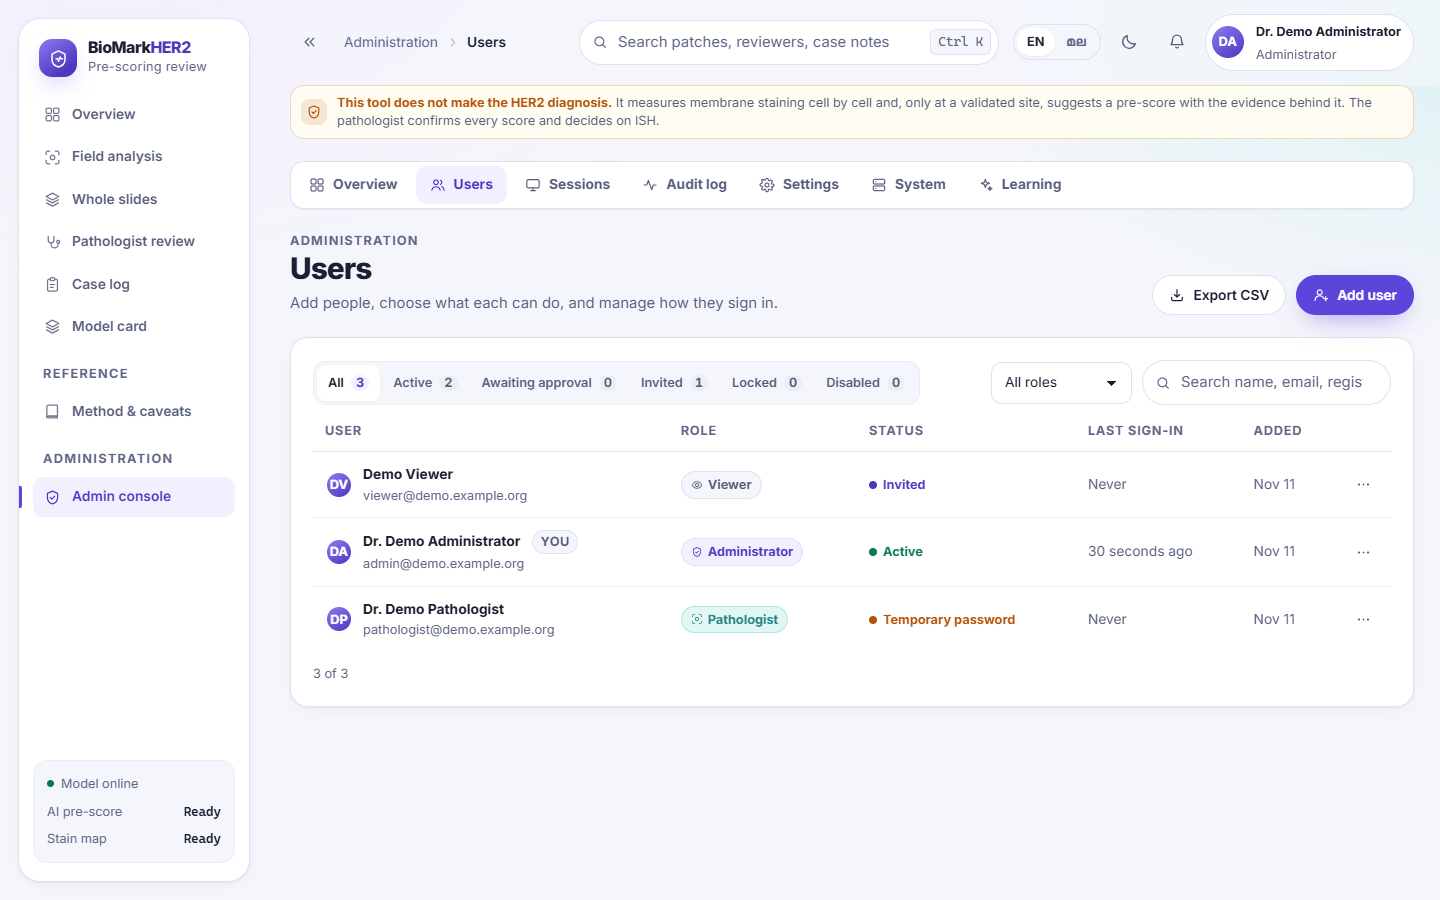 BioMarkHER2
Pre-scoring review
Overview
Field analysis
Whole slides
Pathologist review
Case log
Model card
REFERENCE
Method & caveats
ADMINISTRATION
Admin console
Model online
AI pre-score Ready
Stain map Ready
Administration Users
Search patches, reviewers, case notes Ctrl K
EN മല
DA Dr. Demo Administrator
Administrator
This tool does not make the HER2 diagnosis. It measures membrane staining cell by cell and, only at a validated site, suggests a pre-score with the evidence behind it. The
pathologist confirms every score and decides on ISH.
Overview Users Sessions Audit log Settings System Learning
ADMINISTRATION
Users
Add people, choose what each can do, and manage how they sign in.
Export CSV Add user
All 3 Active 2 Awaiting approval 0 Invited 1 Locked 0 Disabled 0
All roles Search name, email, regis
USER ROLE STATUS LAST SIGN-IN ADDED
DV Demo Viewer
viewer@demo.example.org
Viewer Invited Never Nov 11
DA Dr. Demo Administrator YOU
admin@demo.example.org
Administrator Active 30 seconds ago Nov 11
DP Dr. Demo Pathologist
pathologist@demo.example.org
Pathologist Temporary password Never Nov 11
3 of 3